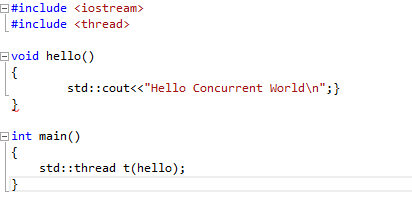 #include <iostream>
#include <thread>
void hello()
{
std::cout<<"Hello Concurrent World\n";}
}
int main()
{
std::thread t(hello);
}